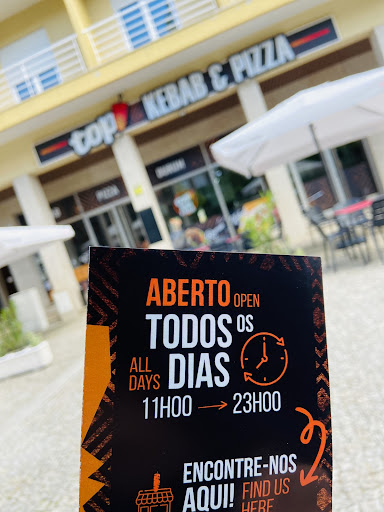 top KEBAB & PIZZA
PIZZA
ABERTO OPEN
TODOS OS
ALL DAYS DIAS
11H00 → 23H00
ENCONTRE-NOS
AQUI! FIND US
HERE